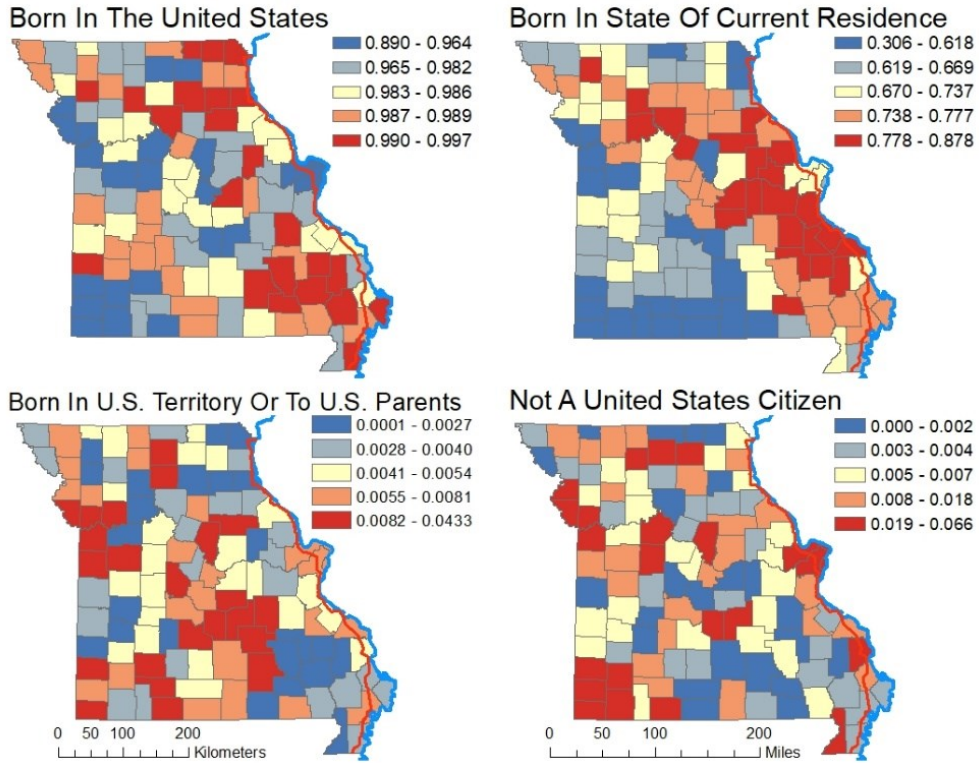 Born In The United States
0.890 - 0.964
0.965 - 0.982
0.983 - 0.986
0.987 - 0.989
0.990 - 0.997
Born In State Of Current Residence
0.306 - 0.618
0.619 - 0.669
0.670 - 0.737
0.738 - 0.777
0.778 - 0.878
Born In U.S. Territory Or To U.S. Parents
0.0001 - 0.0027
0.0028 - 0.0040
0.0041 - 0.0054
0.0055 - 0.0081
0.0082 - 0.0433
0 50 100 200
Kilometers
Not A United States Citizen
0.000 - 0.002
0.003 - 0.004
0.005 - 0.007
0.008 - 0.018
0.019 - 0.066
0 50 100 200
Miles